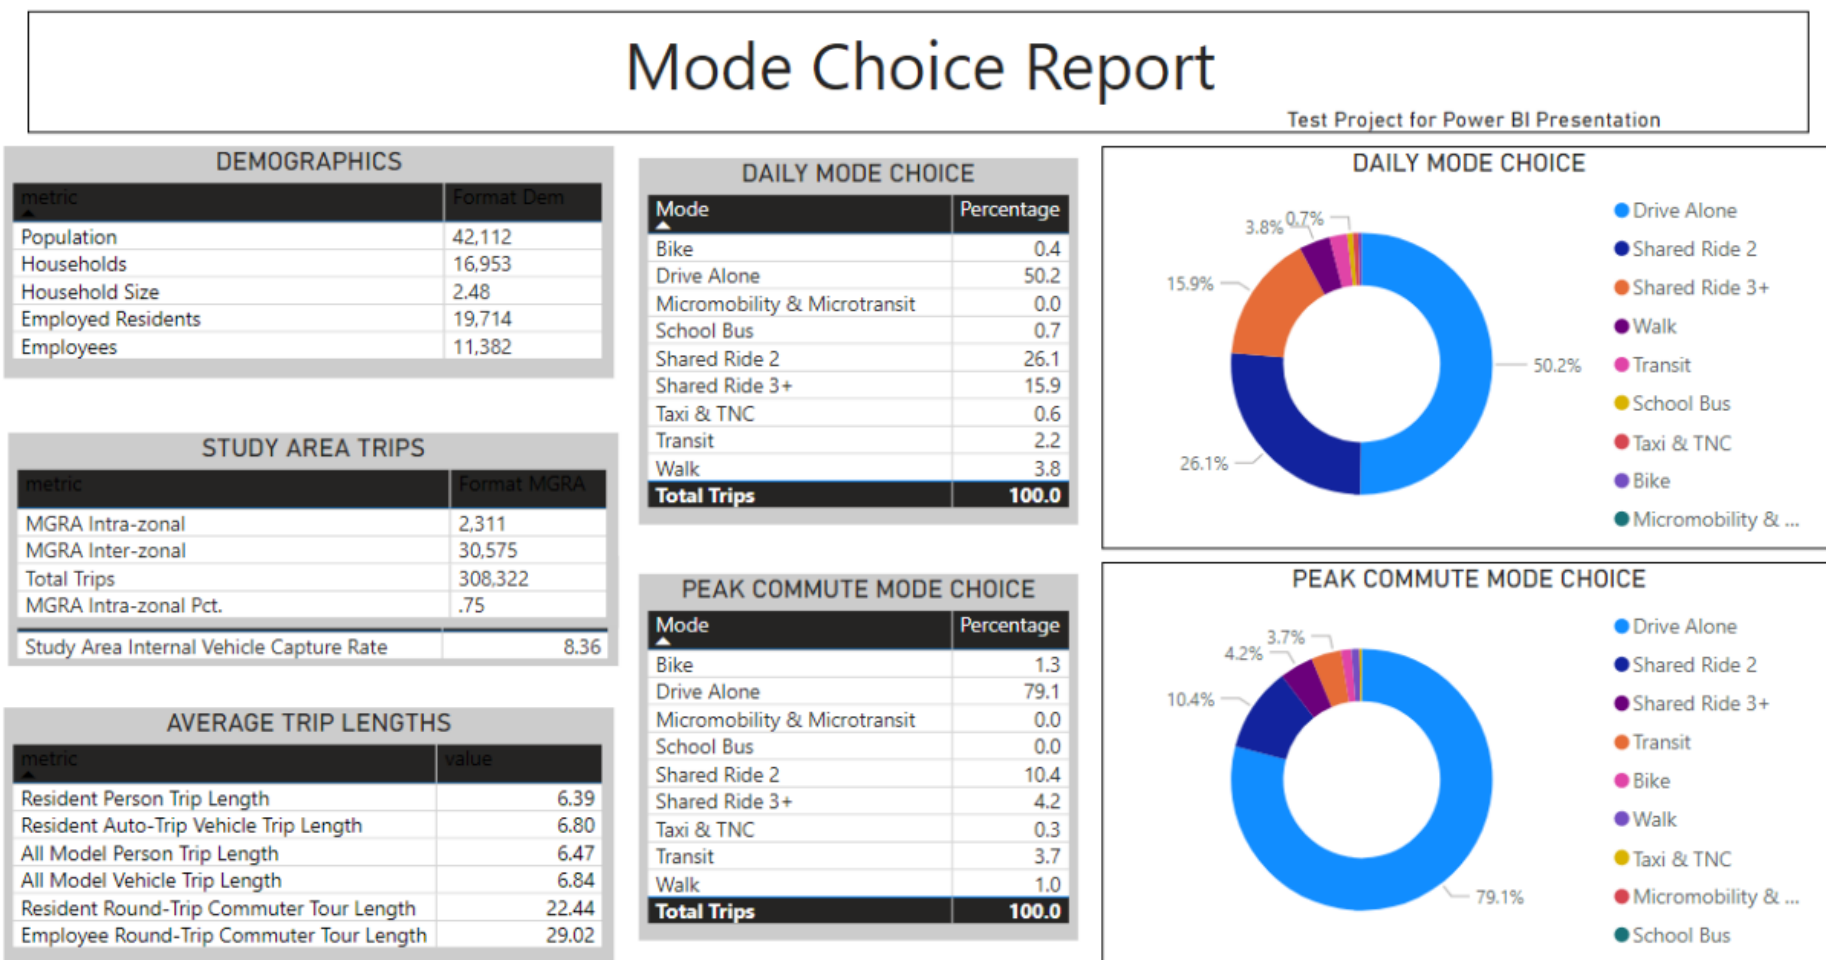 Mode Choice Report
Test Project for Power BI Presentation
DEMOGRAPHICS
metric Format Dem
Population 42,112
Households 16,953
Household Size 2.48
Employed Residents 19,714
Employees 11,382
STUDY AREA TRIPS
metric Format MGRA
MGRA Intra-zonal 2,311
MGRA Inter-zonal 30,575
Total Trips 308,322
MGRA Intra-zonal Pct. .75
Study Area Internal Vehicle Capture Rate 8.36
AVERAGE TRIP LENGTHS
metric value
Resident Person Trip Length 6.39
Resident Auto-Trip Vehicle Trip Length 6.80
All Model Person Trip Length 6.47
All Model Vehicle Trip Length 6.84
Resident Round-Trip Commuter Tour Length 22.44
Employee Round-Trip Commuter Tour Length 29.02
DAILY MODE CHOICE
Mode Percentage
Bike 0.4
Drive Alone 50.2
Micromobility & Microtransit 0.0
School Bus 0.7
Shared Ride 2 26.1
Shared Ride 3+ 15.9
Taxi & TNC 0.6
Transit 2.2
Walk 3.8
Total Trips 100.0
PEAK COMMUTE MODE CHOICE
Mode Percentage
Bike 1.3
Drive Alone 79.1
Micromobility & Microtransit 0.0
School Bus 0.0
Shared Ride 2 10.4
Shared Ride 3+ 4.2
Taxi & TNC 0.3
Transit 3.7
Walk 1.0
Total Trips 100.0
DAILY MODE CHOICE
0.7%
3.8%
15.9%
50.2%
26.1%
Drive Alone
Shared Ride 2
Shared Ride 3+
Walk
Transit
School Bus
Taxi & TNC
Bike
Micromobility & ...
PEAK COMMUTE MODE CHOICE
3.7%
4.2%
10.4%
79.1%
Drive Alone
Shared Ride 2
Shared Ride 3+
Transit
Bike
Walk
Taxi & TNC
Micromobility & ...
School Bus